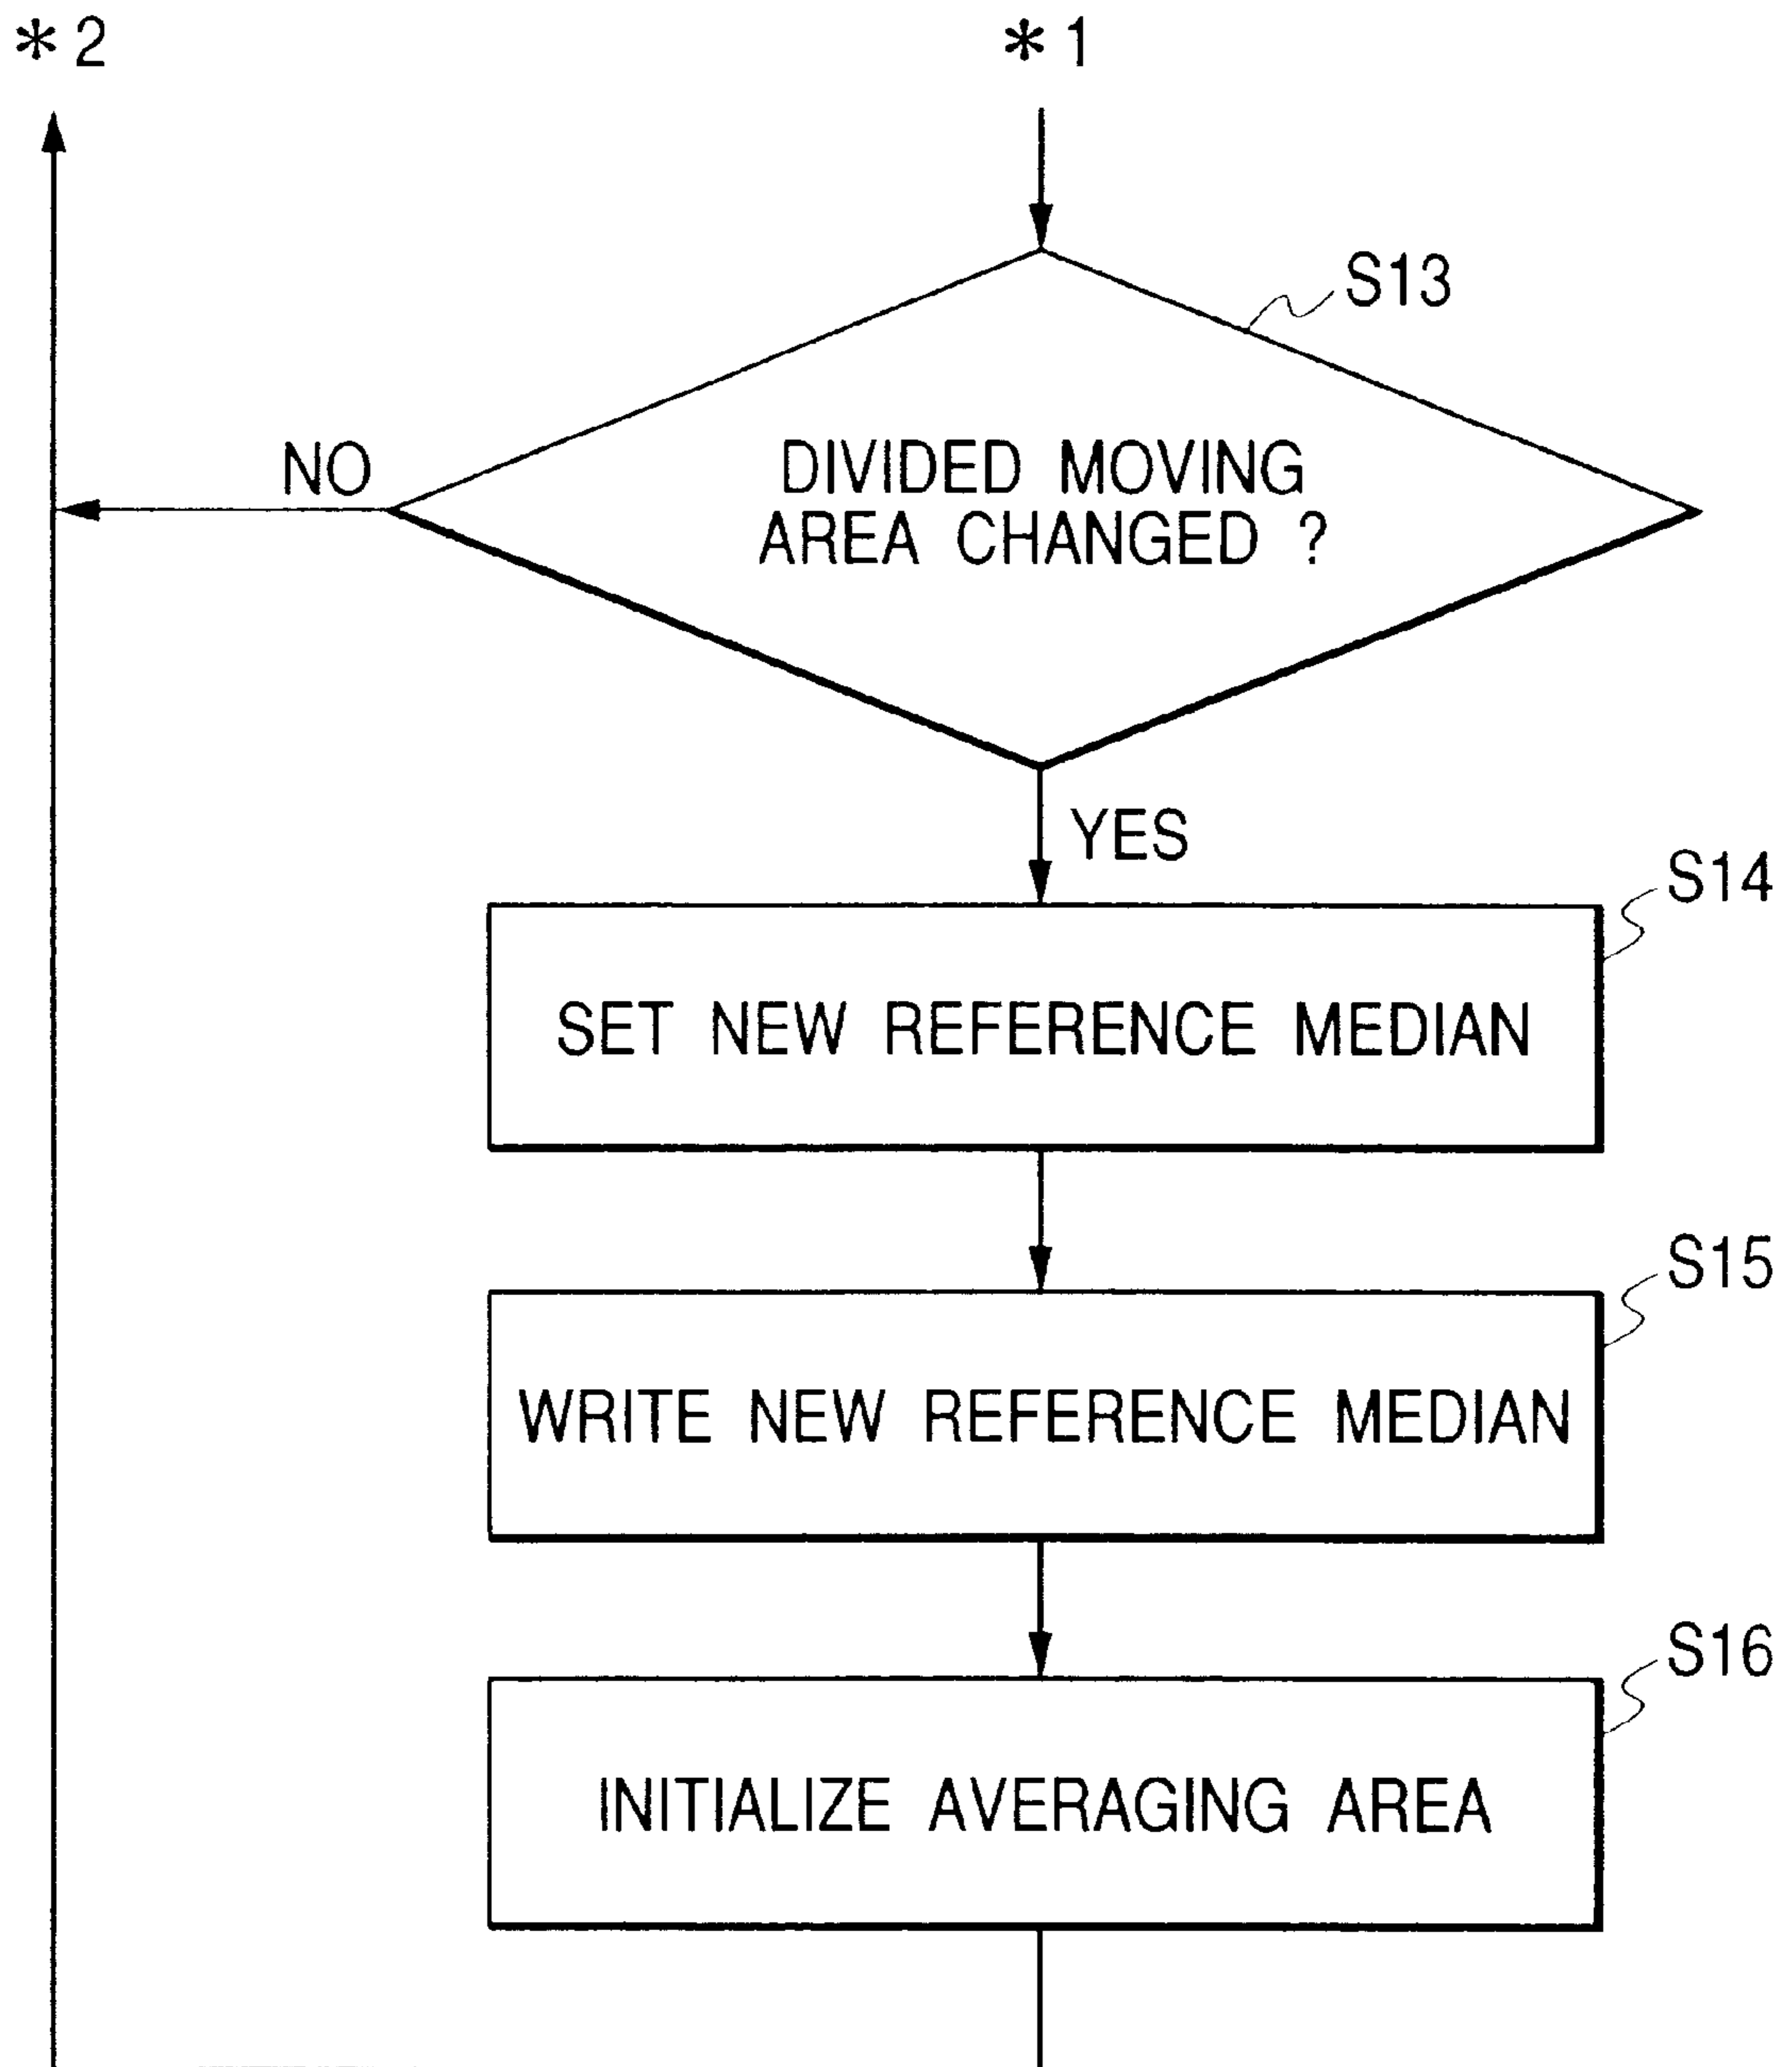 *2
*1
S13
NO
DIVIDED MOVING
AREA CHANGED ?
YES
S14
SET NEW REFERENCE MEDIAN
S15
WRITE NEW REFERENCE MEDIAN
S16
INITIALIZE AVERAGING AREA